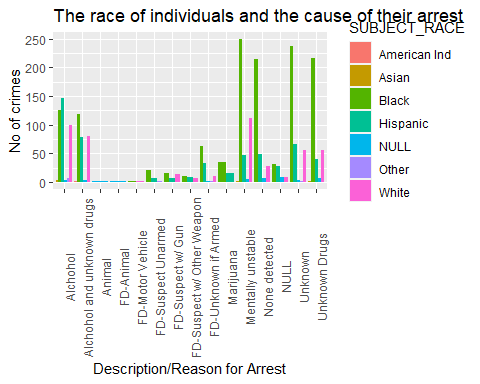 The race of individuals and the cause of their arrest
SUBJECT_RACE
American Ind
Asian
Black
Hispanic
NULL
Other
White
No of crimes
250
200
150
100
50
0
Alchohol
Alchohol and unknown drugs
Animal
FD-Animal
FD-Motor Vehicle
FD-Suspect Unarmed
FD-Suspect w/ Gun
FD-Suspect w/ Other Weapon
FD-Unknown if Armed
Marijuana
Mentally unstable
None detected
NULL
Unknown
Unknown Drugs
Description/Reason for Arrest